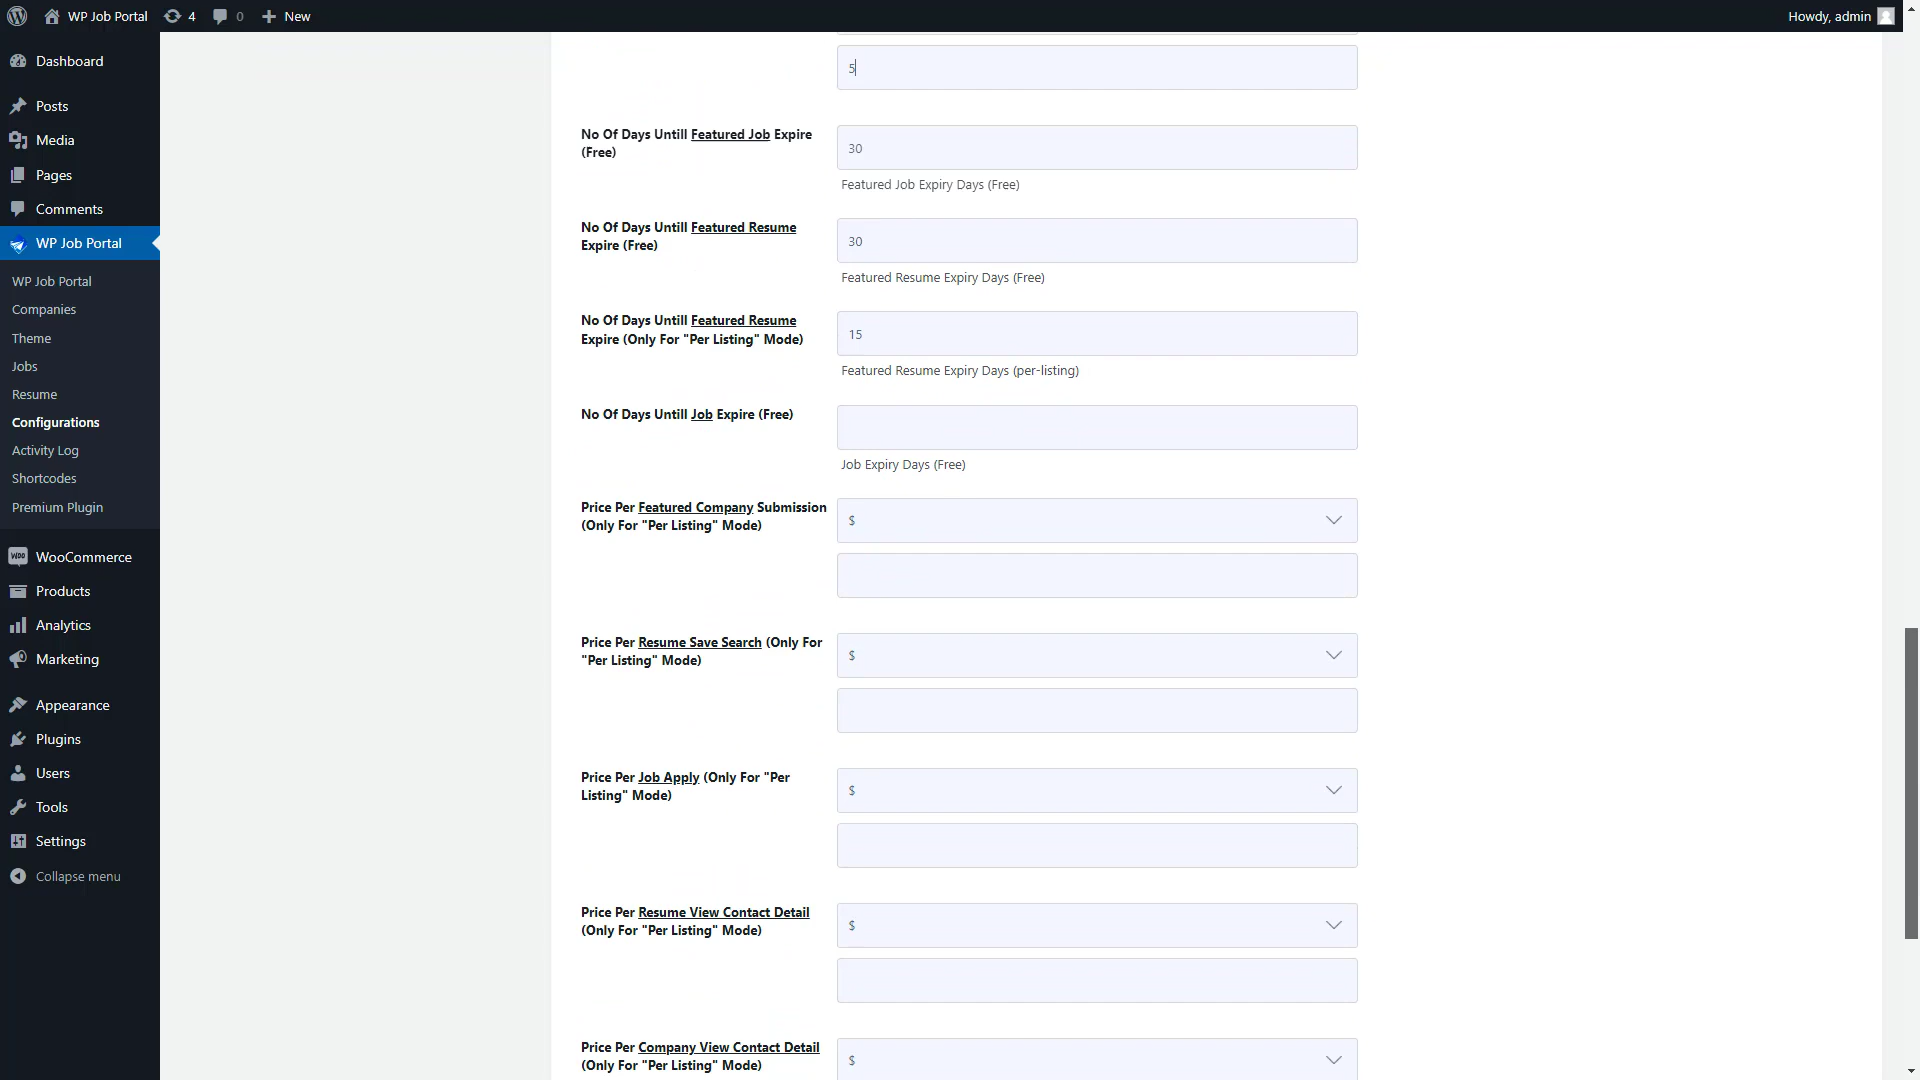 WP Job Portal
4
0
New
Howdy, admin
Dashboard
Posts
Media
Pages
Comments
WP Job Portal
WP Job Portal
Companies
Theme
Jobs
Resume
Configurations
Activity Log
Shortcodes
Premium Plugin
WOO
WooCommerce
Products
Analytics
Marketing
Appearance
Plugins
Users
Tools
Settings
Collapse menu
5
No Of Days Untill Featured Job Expire
(Free)
30
Featured Job Expiry Days (Free)
No Of Days Untill Featured Resume
Expire (Free)
30
Featured Resume Expiry Days (Free)
No Of Days Untill Featured Resume
Expire (Only For "Per Listing" Mode)
15
Featured Resume Expiry Days (per-listing)
No Of Days Untill Job Expire (Free)
Job Expiry Days (Free)
Price Per Featured Company Submission
(Only For "Per Listing" Mode)
$
Price Per Resume Save Search (Only For
"Per Listing" Mode)
$
Price Per Job Apply (Only For "Per
Listing" Mode)
$
Price Per Resume View Contact Detail
(Only For "Per Listing" Mode)
$
Price Per Company View Contact Detail
(Only For "Per Listing" Mode)
$